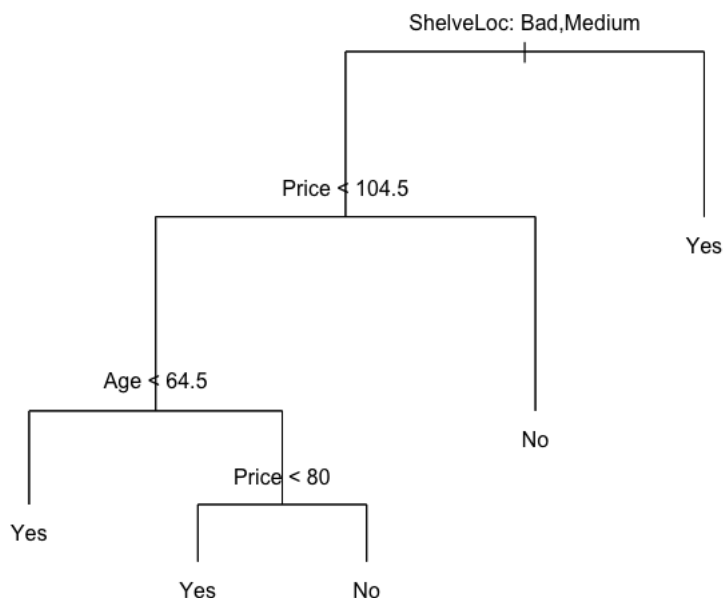 ShelveLoc: Bad,Medium
Price < 104.5
Yes
Age < 64.5
No
Price < 80
Yes
Yes
No